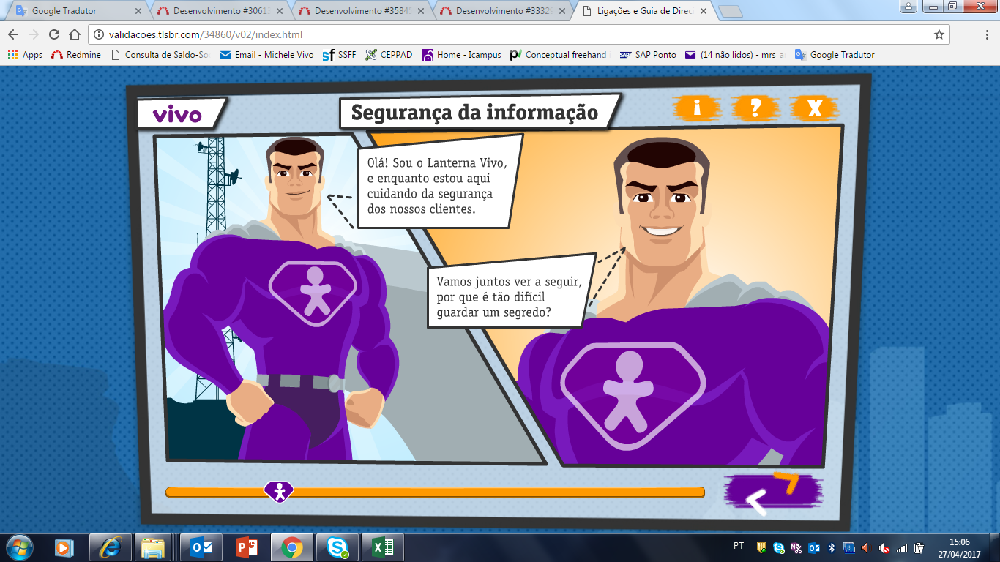 Google Tradutor
Desenvolvimento #3061
Desenvolvimento #3584
Desenvolvimento #3332
Ligações e Guia de Direc
validacoes.tlsbr.com/34860/v02/index.html
Apps
Redmine
Consulta de Saldo-So
Email - Michele Vivo
SSFF
CEPPAD
Home - Icampus
Conceptual freehand
SAP Ponto
(14 não lidos) - mrs_a
Google Tradutor
vivo
Segurança da informação
i
?
X
Olá! Sou o Lanterna Vivo,
e enquanto estou aqui
cuidando da segurança
dos nossos clientes.
Vamos juntos ver a seguir,
por que é tão difícil
guardar um segredo?
PT
15:06
27/04/2017